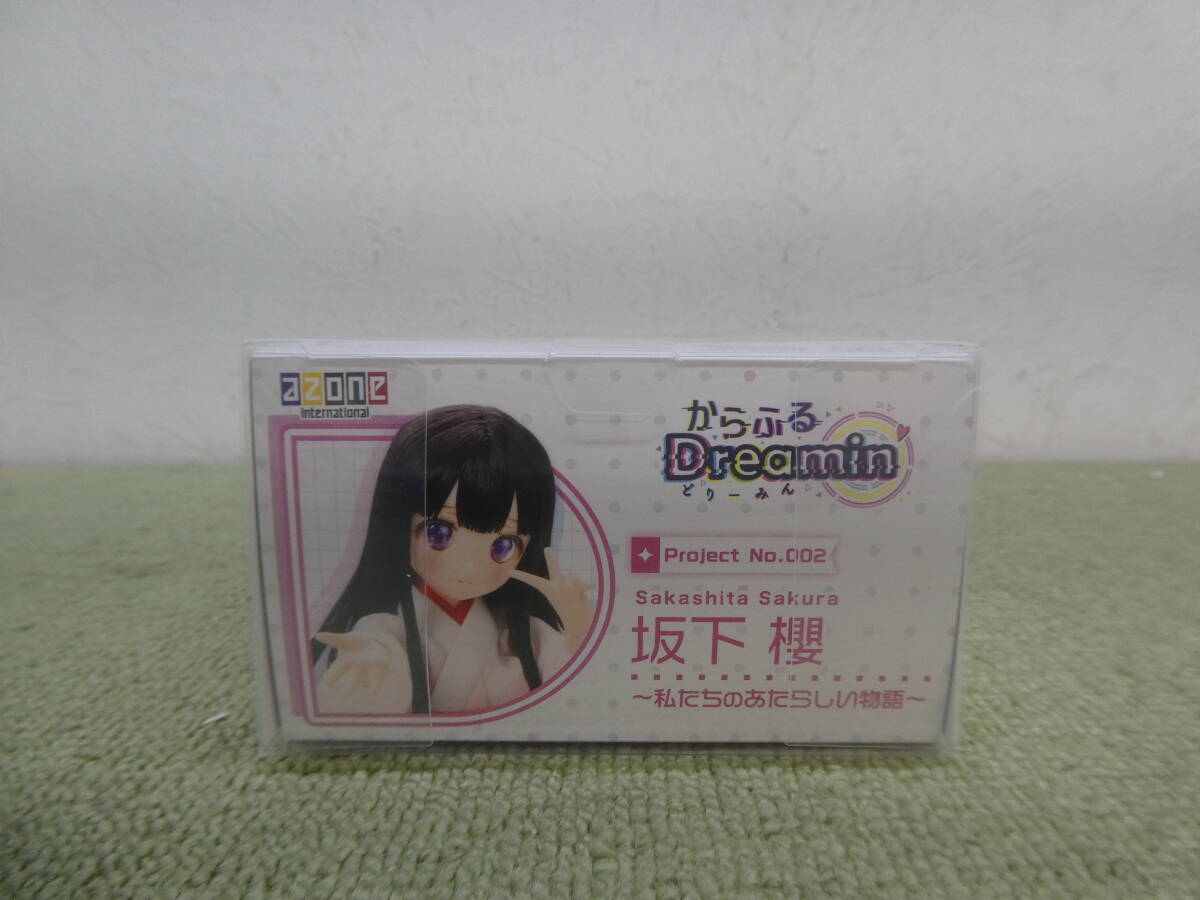 azone
International
からふる
Dreamin
どりーみん
Project No.002
Sakashita Sakura
坂下 櫻
～私たちのあたらしい物語～